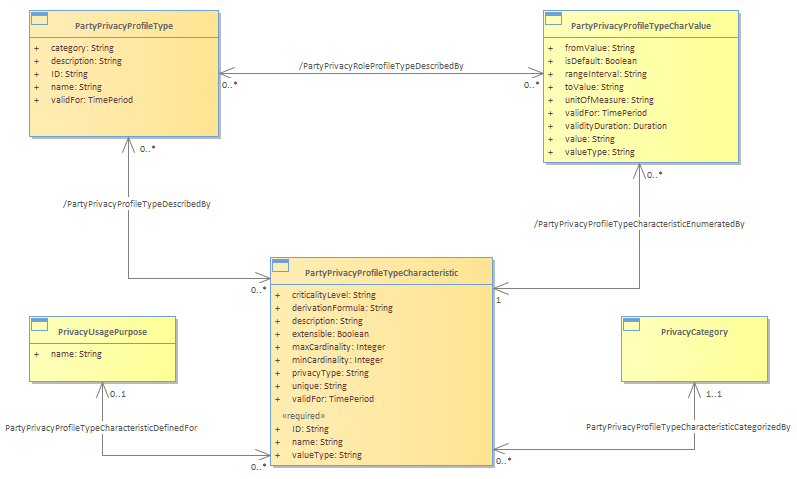 PartyPrivacyProfileType
+ category: String
+ description: String
+ ID: String
+ name: String
+ validFor: TimePeriod
PartyPrivacyProfileTypeCharValue
+ fromValue: String
+ isDefault: Boolean
+ rangeInterval: String
+ toValue: String
+ unitOfMeasure: String
+ validFor: TimePeriod
+ validityDuration: Duration
+ value: String
+ valueType: String
/PartyPrivacyRoleProfileTypeDescribedBy
0..*
0..*
0..*
0..*
/PartyPrivacyProfileTypeDescribedBy
/PartyPrivacyProfileTypeCharacteristicEnumeratedBy
0..*
1
PartyPrivacyProfileTypeCharacteristic
+ criticalityLevel: String
+ derivationFormula: String
+ description: String
+ extensible: Boolean
+ maxCardinality: Integer
+ minCardinality: Integer
+ privacyType: String
+ unique: String
+ validFor: TimePeriod
«required»
+ ID: String
+ name: String
+ valueType: String
PrivacyUsagePurpose
+ name: String
PrivacyCategory
0..1
1..1
PartyPrivacyProfileTypeCharacteristicDefinedFor
PartyPrivacyProfileTypeCharacteristicCategorizedBy
0..*
0..*